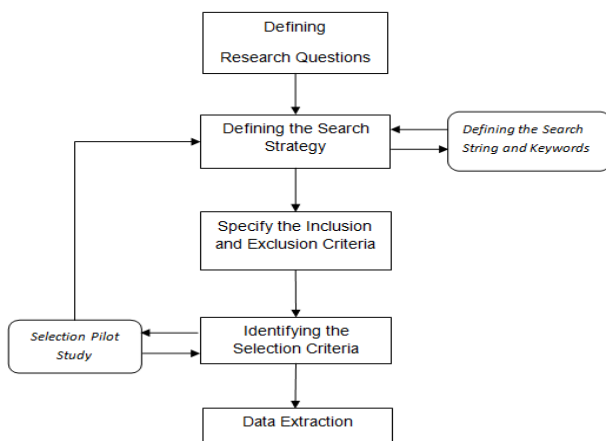 Defining
Research Questions
Defining the Search
Strategy
Defining the Search
String and Keywords
Specify the Inclusion
and Exclusion Criteria
Identifying the
Selection Criteria
Selection Pilot
Study
Data Extraction